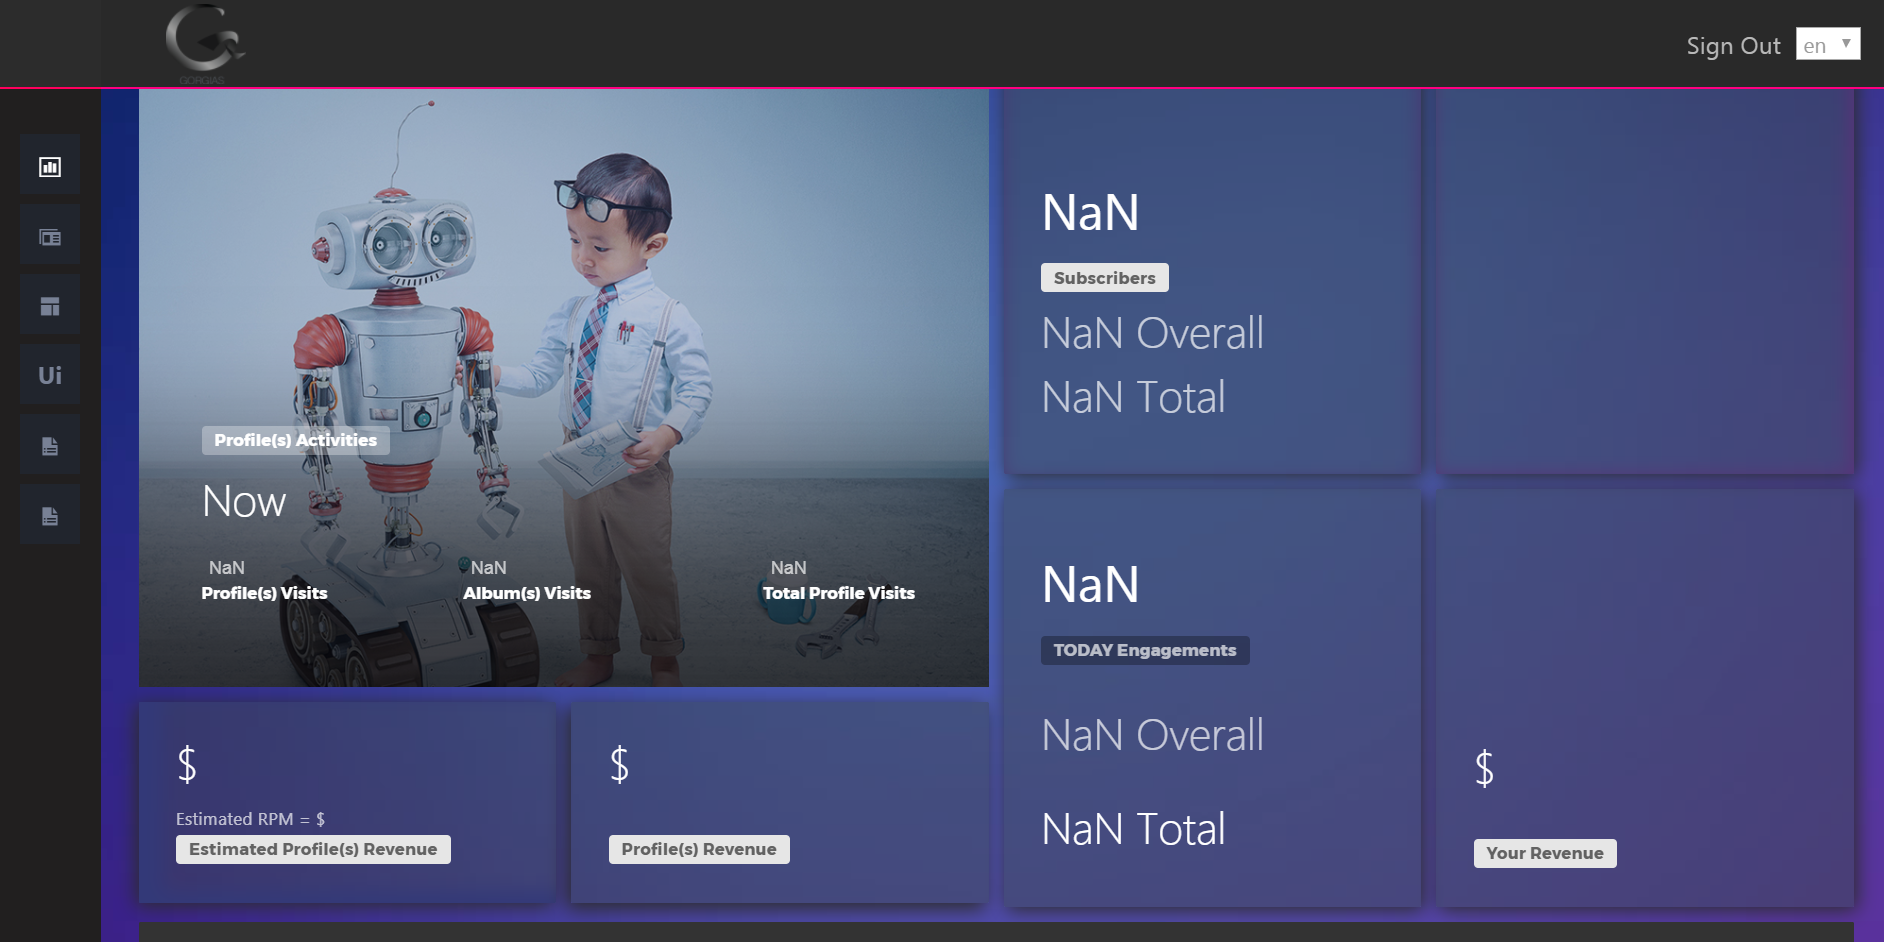 GORGIAS
Sign Out
en
Ui
Profile(s) Activities
Now
NaN
Profile(s) Visits
NaN
Album(s) Visits
NaN
Total Profile Visits
NaN
Subscribers
NaN Overall
NaN Total
$
Estimated RPM = $
Estimated Profile(s) Revenue
$
Profile(s) Revenue
NaN
TODAY Engagements
NaN Overall
NaN Total
$
Your Revenue